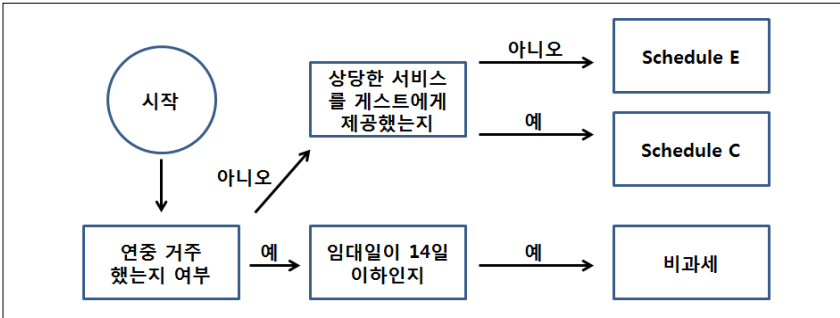 시작
연중 거주
했는지 여부
아니오
예
상당한 서비스
를 게스트에게
제공했는지
아니오
Schedule E
예
Schedule C
임대일이 14일
이하인지
예
비과세